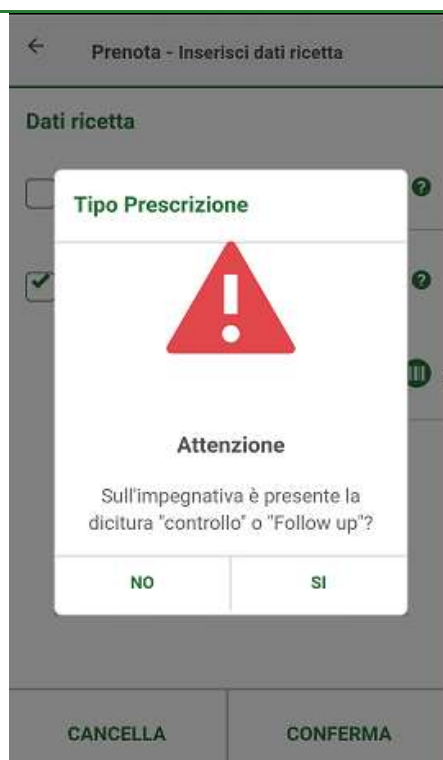 Prenota - Inserisci dati ricetta
Dati ricetta
Tipo Prescrizione
Attenzione
Sull'impegnativa è presente la
dicitura "controllo" o "Follow up"?
NO SI
CANCELLA CONFERMA